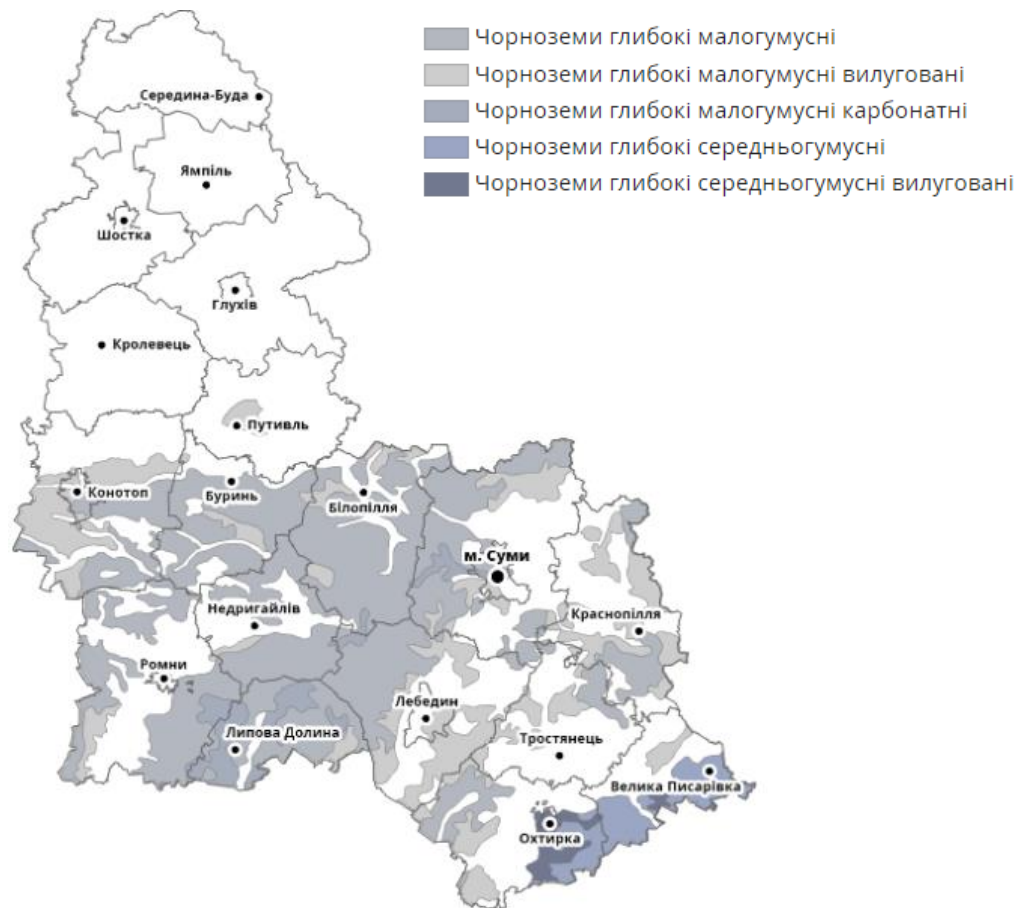 Чорноземи глибокі малогумусні
Чорноземи глибокі малогумусні вилуговані
Чорноземи глибокі малогумусні карбонатні
Чорноземи глибокі середньогумусні
Чорноземи глибокі середньогумусні вилуговані
Середина-Буда
Ямпіль
Шостка
Глухів
Кролевець
Путивль
Конотоп
Буринь
Білопілля
м. Суми
Недригайлів
Краснопілля
Ромни
Лебедин
Липова Долина
Тростянець
Велика Писарівка
Охтирка